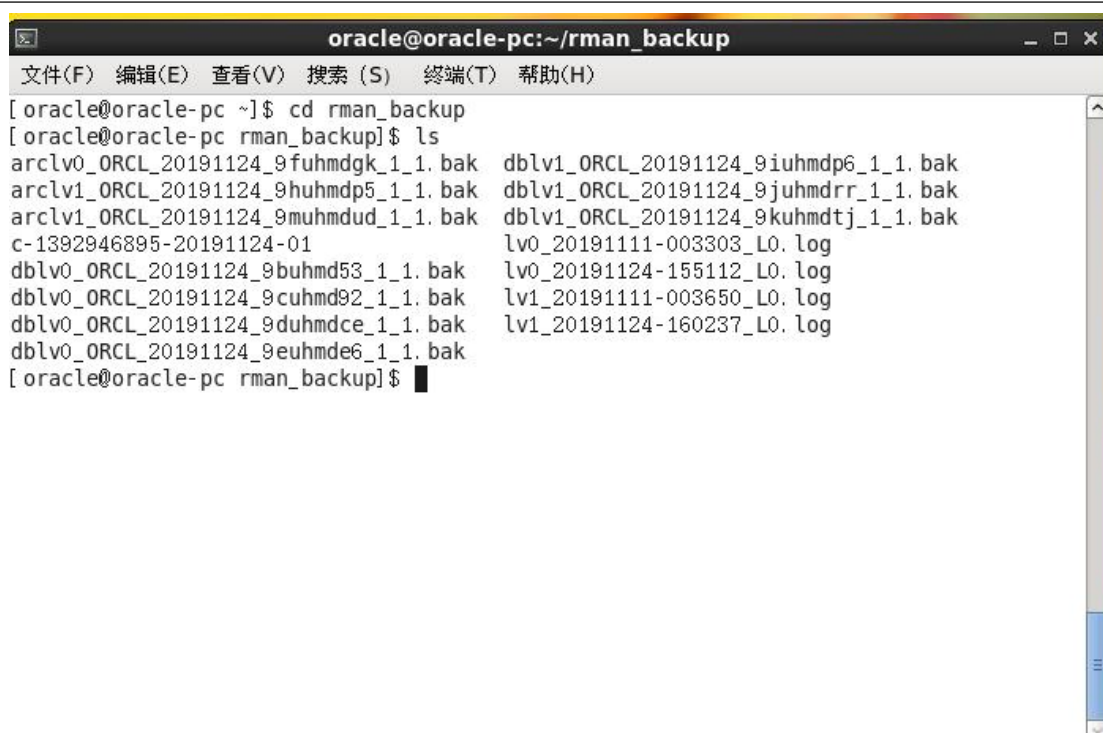 oracle@oracle-pc:~/rman_backup
文件(F) 编辑(E) 查看(V) 搜索 (S) 终端(T) 帮助(H)
[oracle@oracle-pc ~]$ cd rman_backup
[oracle@oracle-pc rman_backup]$ ls
arclv0_ORCL_20191124_9fuhmdgk_1_1.bak dblv1_ORCL_20191124_9iuhmdp6_1_1.bak
arclv1_ORCL_20191124_9huhmdp5_1_1.bak dblv1_ORCL_20191124_9juhmdrr_1_1.bak
arclv1_ORCL_20191124_9muhmdud_1_1.bak dblv1_ORCL_20191124_9kuhmdtj_1_1.bak
c-1392946895-20191124-01 lv0_20191111-003303_L0.log
dblv0_ORCL_20191124_9buhmd53_1_1.bak lv0_20191124-155112_L0.log
dblv0_ORCL_20191124_9cuhmd92_1_1.bak lv1_20191111-003650_L0.log
dblv0_ORCL_20191124_9duhmdce_1_1.bak lv1_20191124-160237_L0.log
dblv0_ORCL_20191124_9euhmde6_1_1.bak
[oracle@oracle-pc rman_backup]$